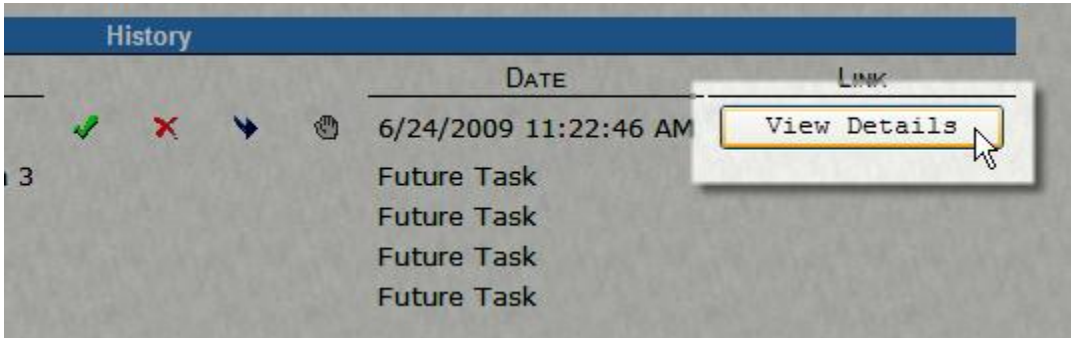 History
DATE LINK
6/24/2009 11:22:46 AM View Details
3 Future Task
Future Task
Future Task
Future Task